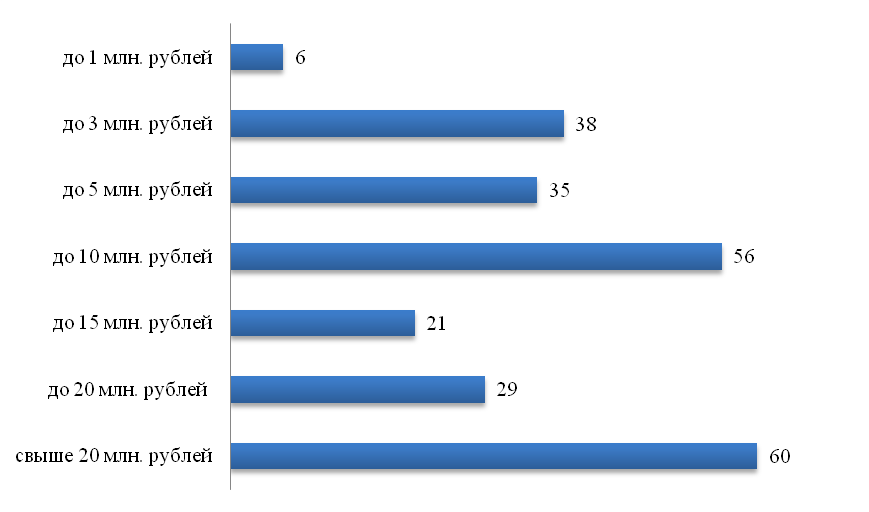 до 1 млн. рублей 6
до 3 млн. рублей 38
до 5 млн. рублей 35
до 10 млн. рублей 56
до 15 млн. рублей 21
до 20 млн. рублей 29
свыше 20 млн. рублей 60